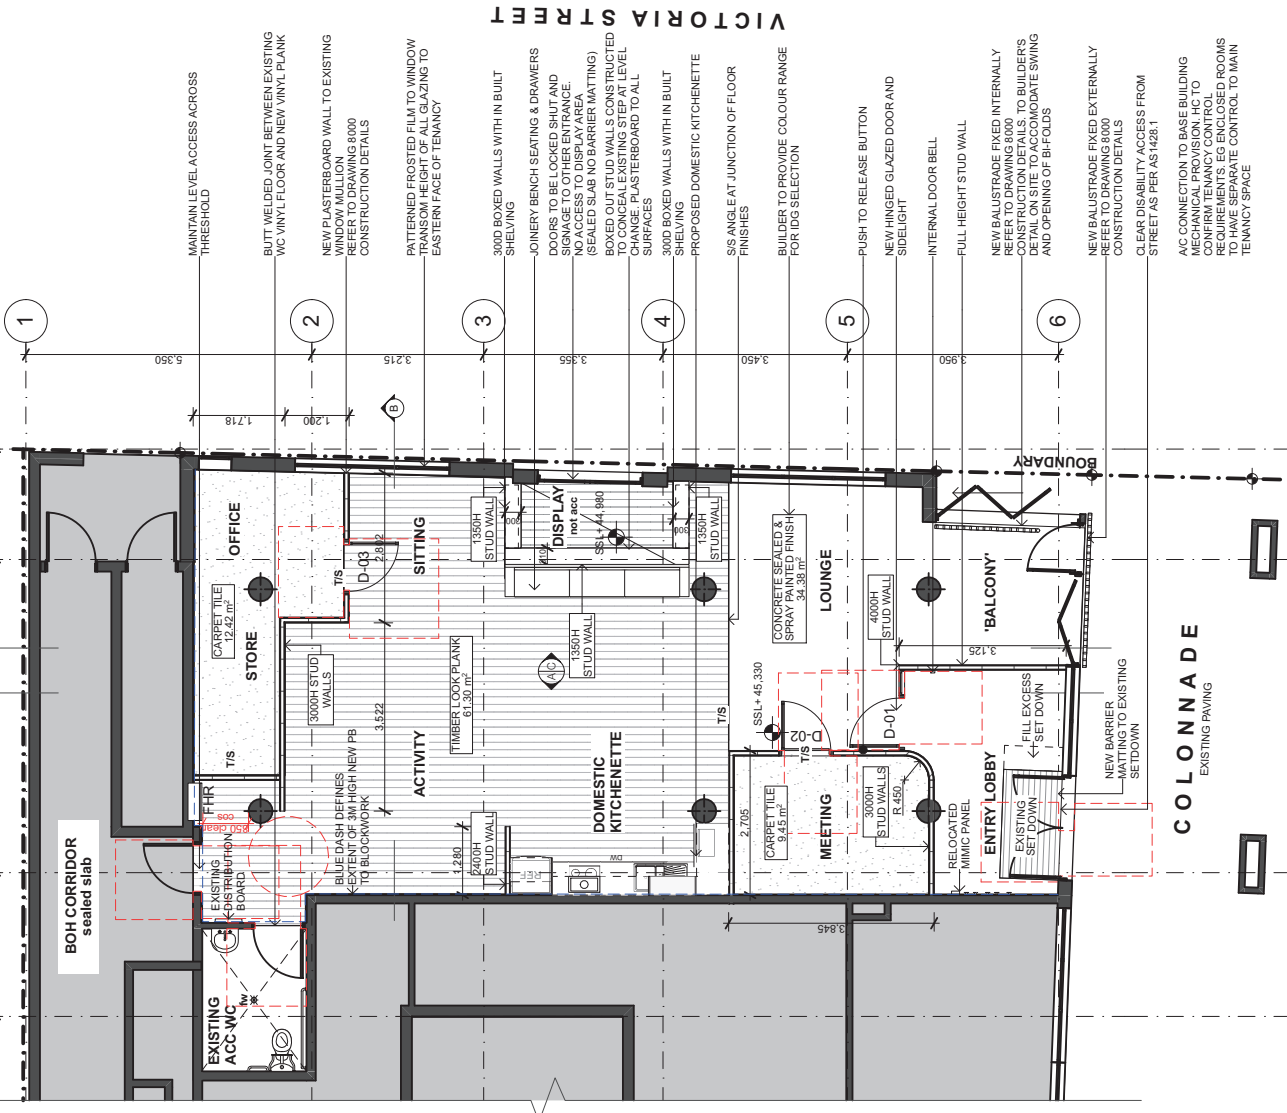 VICTORIA STREET
MAINTAIN LEVEL ACCESS ACROSS
THRESHOLD
BUTT WELDED JOINT BETWEEN EXISTING
WC VINYL FLOOR AND NEW VINYL PLANK
NEW PLASTERBOARD WALL TO EXISTING
WINDOW MULLION
REFER TO DRAWING 8000
CONSTRUCTION DETAILS
PATTERNED FROSTED FILM TO WINDOW
TRANSOM HEIGHT OF ALL GLAZING TO
EASTERN FACE OF TENANCY
300D BOXED WALLS WITH IN BUILT
SHELVING
JOINERY BENCH SEATING & DRAWERS
DOORS TO BE LOCKED SHUT AND
SIGNAGE TO OTHER ENTRANCE.
NO ACCESS TO DISPLAY AREA
(SEALED SLAB NO BARRIER MATTING)
BOXED OUT STUD WALLS CONSTRUCTED
TO CONCEAL EXISTING STEP AT LEVEL
CHANGE. PLASTERBOARD TO ALL
SURFACES
300D BOXED WALLS WITH IN BUILT
SHELVING
PROPOSED DOMESTIC KITCHENETTE
S/S ANGLE AT JUNCTION OF FLOOR
FINISHES
BUILDER TO PROVIDE COLOUR RANGE
FOR IDG SELECTION
PUSH TO RELEASE BUTTON
NEW HINGED GLAZED DOOR AND
SIDELIGHT
INTERNAL DOOR BELL
FULL HEIGHT STUD WALL
NEW BALUSTRADE FIXED INTERNALLY
REFER TO DRAWING 8000
CONSTRUCTION DETAILS. TO BUILDER'S
DETAIL ON SITE TO ACCOMODATE SWING
AND OPENING OF BI-FOLDS
NEW BALUSTRADE FIXED EXTERNALLY
REFER TO DRAWING 8000
CONSTRUCTION DETAILS
CLEAR DISABILITY ACCESS FROM
STREET AS PER AS1428.1
A/C CONNECTION TO BASE BUILDING
MECHANICAL PROVISION. HC TO
CONFIRM TENANCY CONTROL
REQUIREMENTS. EG ENCLOSED ROOMS
TO HAVE SEPARATE CONTROL TO MAIN
TENANCY SPACE
1
2
3
4
5
6
5,350
3,215
3,355
3,450
3,950
1,718
1,200
B
BOUNDARY
OFFICE
CARPET TILE
12.42 m²
STORE
T/S
T/S
D-03
2,802
SITTING
1350H
STUD WALL
300
DISPLAY
not acc
SSL+ 44,980
410
300
1350H
STUD WALL
1350H
STUD WALL
A
C
3000H STUD
WALLS
3,522
TIMBER LOOK PLANK
61.30 m²
ACTIVITY
BLUE DASH DEFINES
EXTENT OF 3M HIGH NEW PB
TO BLOCKWORK
1,280
2400H
STUD WALL
DOMESTIC
KITCHENETTE
REF
DW
CONCRETE SEALED &
SPRAY PAINTED FINISH
34.38 m²
LOUNGE
4000H
STUD WALL
'BALCONY'
3,125
T/S
SSL+ 45,330
D-02
T/S
D-01
2,705
CARPET TILE
9.45 m²
MEETING
3000H
STUD WALLS
R 450
3,845
RELOCATED
MIMIC PANEL
ENTRY LOBBY
FILL EXCESS
SET DOWN
EXISTING
SET DOWN
NEW BARRIER
MATTING TO EXISTING
SETDOWN
COLONNADE
EXISTING PAVING
BOH CORRIDOR
sealed slab
FHR
850 clear
cos
EXISTING
DISTRIBUTION
BOARD
EXISTING
ACC WC
fw